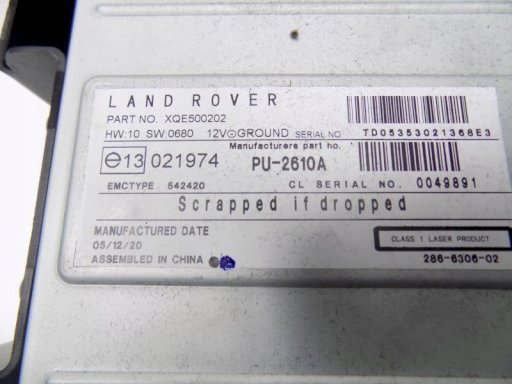 LAND ROVER
PART NO. XQE500202
HW:10 SW:0680 12V⊖GROUND SERIAL NO TD05353021368E3
Manufacturers part no.
e13 021974 PU-2610A
EMCTYPE 542420 CL SERIAL NO. 0049891
Scrapped if dropped
MANUFACTURED DATE
05/12/20
CLASS 1 LASER PRODUCT
ASSEMBLED IN CHINA 286-6306-02